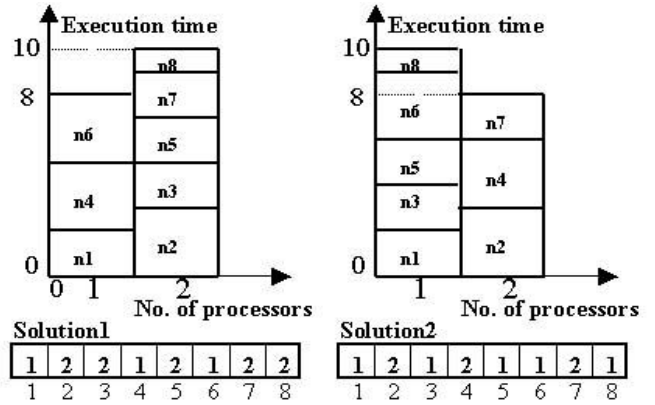 Execution time
10
n8
8
n7
n6
n5
n4
n3
n1
n2
0
0 1 2
No. of processors
Solution1
1 2 2 1 2 1 2 2
1 2 3 4 5 6 7 8
Execution time
10
n8
8
n6
n7
n5
n4
n3
n1
n2
0
1 2
No. of processors
Solution2
1 2 1 2 1 1 2 1
1 2 3 4 5 6 7 8